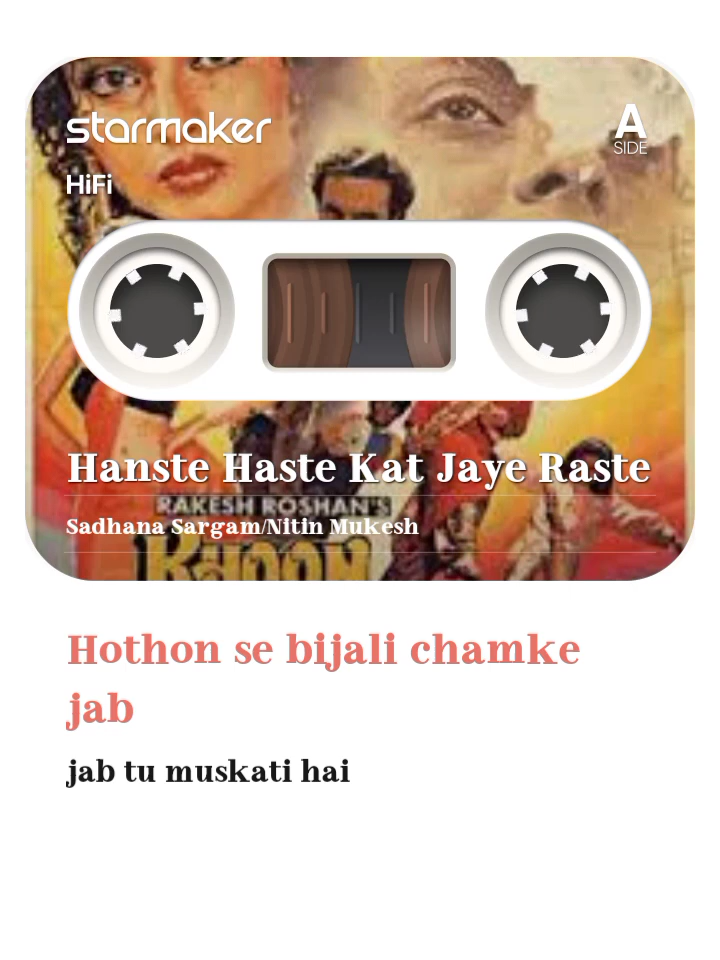 starmaker
A
SIDE
HiFi
Hanste Haste Kat Jaye Raste
RAKESH ROSHAN'S
Sadhana Sargam/Nitin Mukesh
KHOON
Hothon se bijali chamke
jab
jab tu muskati hai